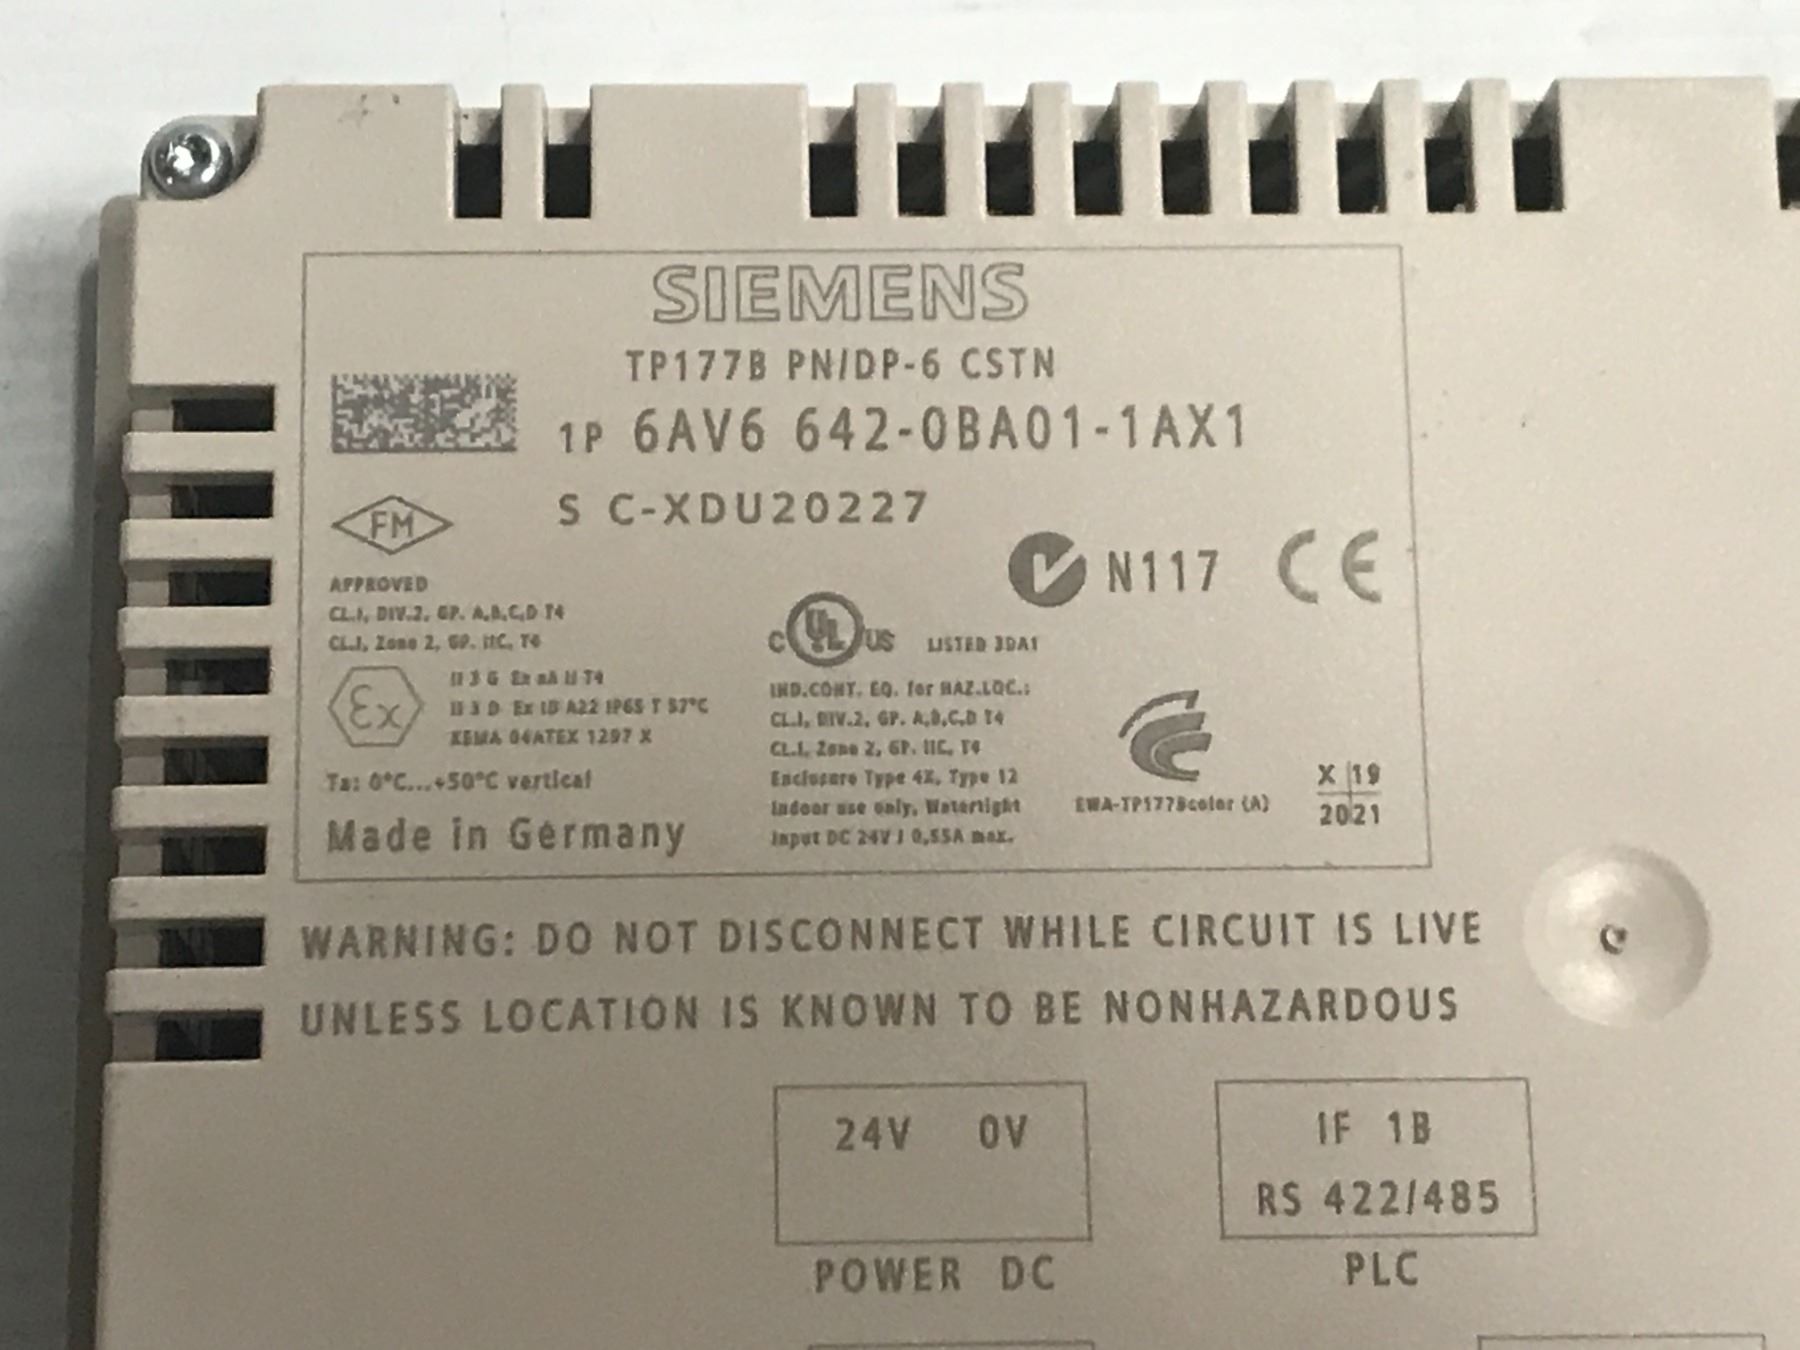 SIEMENS
TP177B PN/DP-6 CSTN
1P 6AV6 642-0BA01-1AX1
S C-XDU20227
FM
N117 CE
APPROVED
CL.I, DIV.2, GP. A,B,C,D T4
CL.I, Zone 2, GP. IIC, T4
C UL US LISTED 3DA1
Ex
II 3 G Ex nA II T4
II 3 D Ex tD A22 IP65 T 57°C
KEMA 04ATEX 1297 X
IND.CONT. EQ. for HAZ.LOC.:
CL.I, DIV.2, GP. A,B,C,D T4
CL.I, Zone 2, GP. IIC, T4
Enclosure Type 4X, Type 12
Indoor use only, Watertight
Input DC 24V / 0,55A max.
EWA-TP177Bcolor (A)
X 19
2021
Ta: 0°C...+50°C vertical
Made in Germany
WARNING: DO NOT DISCONNECT WHILE CIRCUIT IS LIVE
UNLESS LOCATION IS KNOWN TO BE NONHAZARDOUS
24V 0V
POWER DC
IF 1B
RS 422/485
PLC